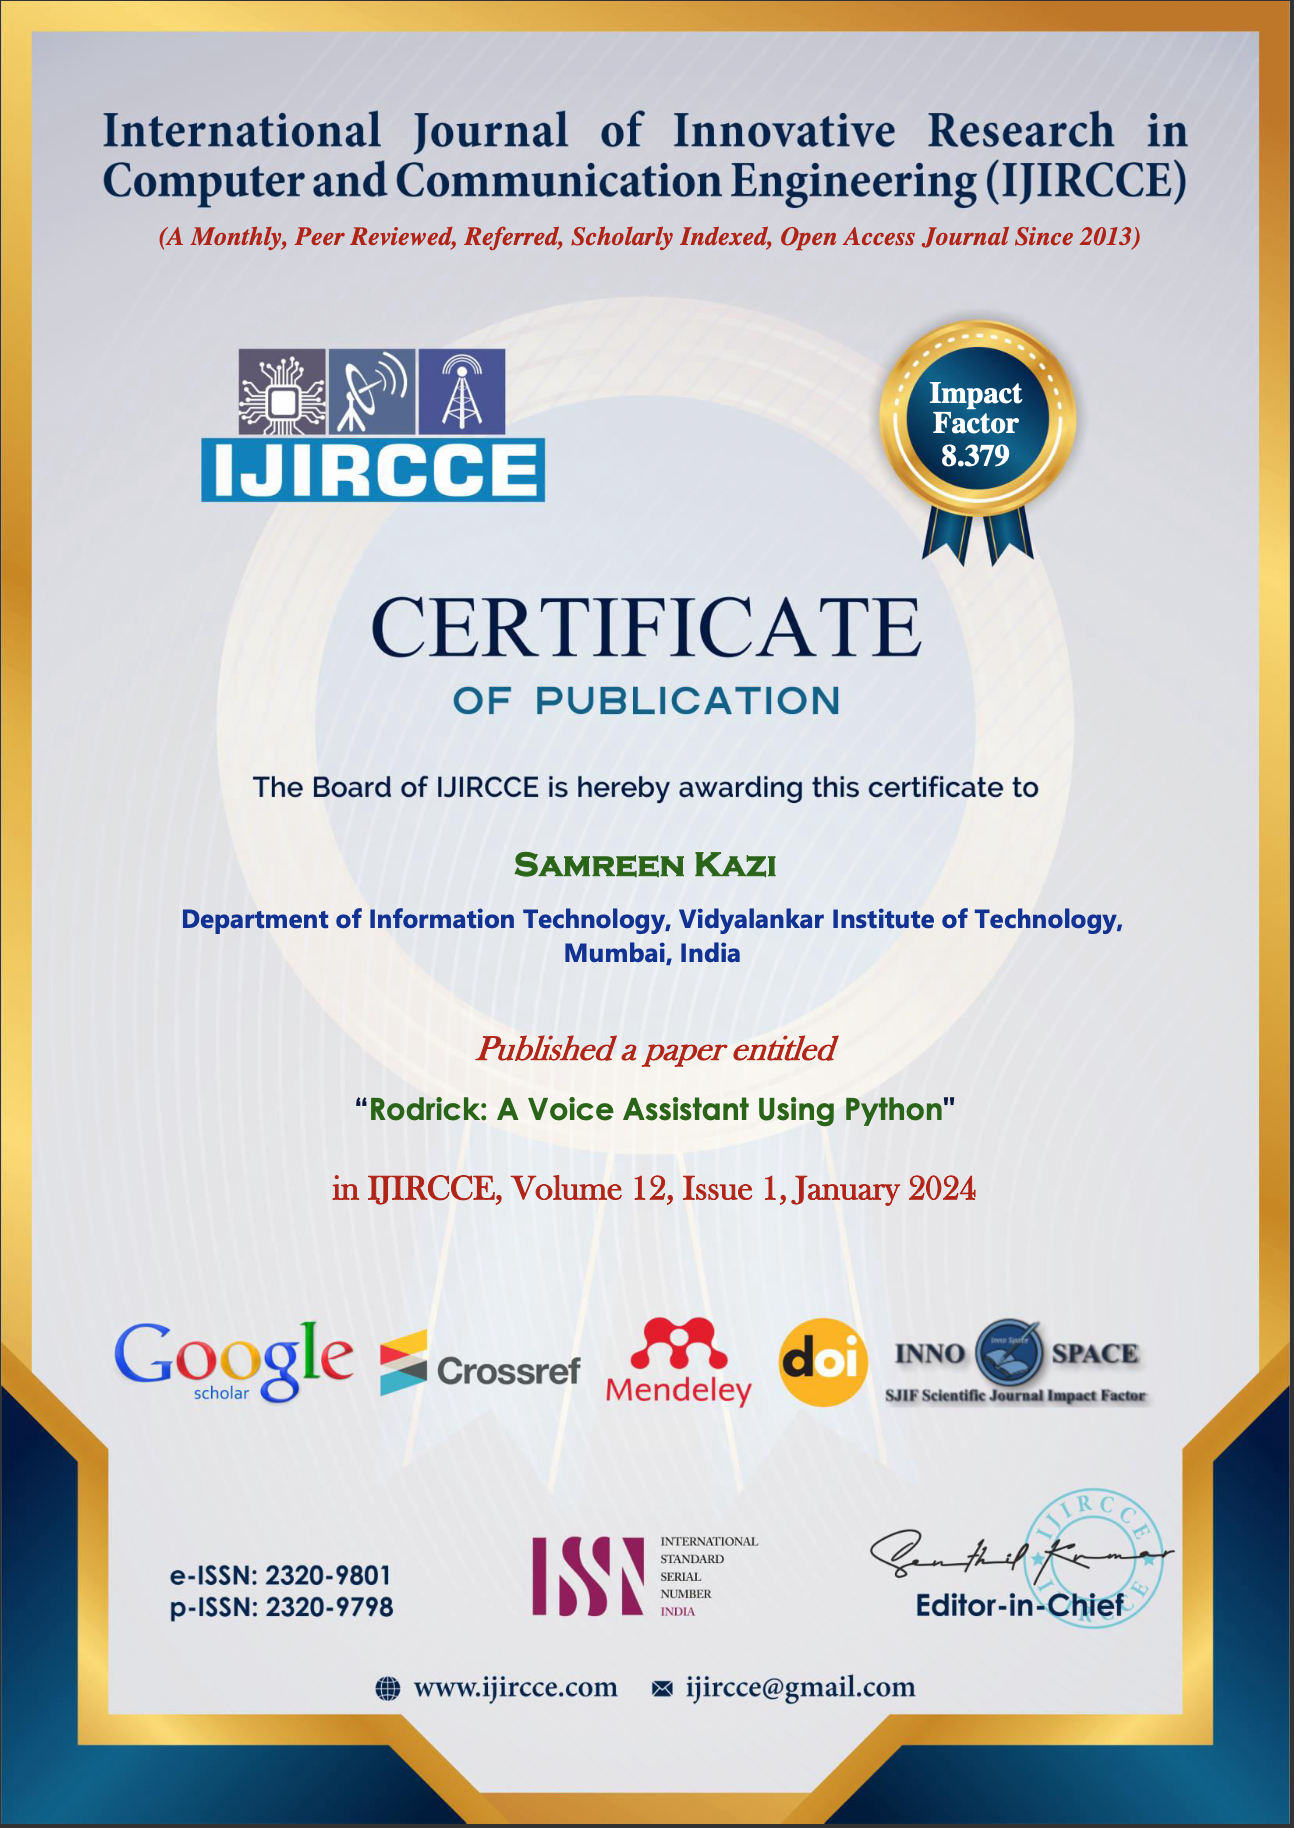 International Journal of Innovative Research in
Computer and Communication Engineering (IJIRCCE)
(A Monthly, Peer Reviewed, Referred, Scholarly Indexed, Open Access Journal Since 2013)
IJIRCCE
Impact
Factor
8.379
CERTIFICATE
OF PUBLICATION
The Board of IJIRCCE is hereby awarding this certificate to
SAMREEN KAZI
Department of Information Technology, Vidyalankar Institute of Technology,
Mumbai, India
Published a paper entitled
“Rodrick: A Voice Assistant Using Python"
in IJIRCCE, Volume 12, Issue 1, January 2024
Google
scholar
Crossref
Mendeley
doi
INNO Inno Space SPACE
SJIF Scientific Journal Impact Factor
e-ISSN: 2320-9801
p-ISSN: 2320-9798
ISSN
INTERNATIONAL
STANDARD
SERIAL
NUMBER
INDIA
Senthil Kumar
IJIRCCE
IJIRCCE
Editor-in-Chief
www.ijircce.com ijircce@gmail.com